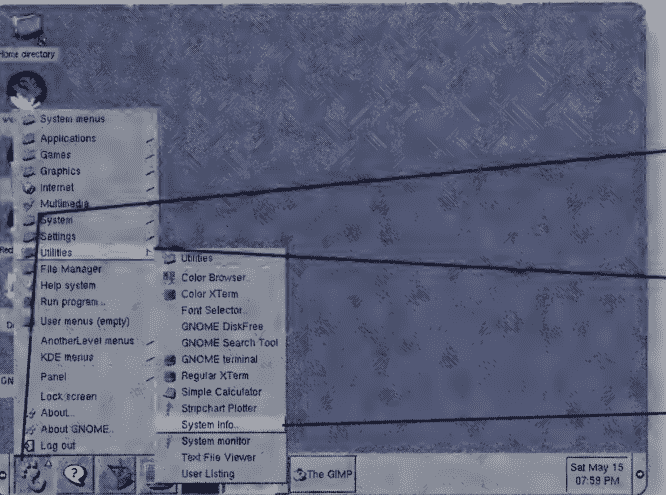 Home directory
System menus
Applications
Games
Graphics
Internet
Multimedia
System
Settings
Utilities
File Manager
Help system
Run program...
User menus (empty)
AnotherLevel menus
KDE menus
Panel
Lock screen
About...
About GNOME...
Log out
Utilities
Color Browser
Color XTerm
Font Selector
GNOME DiskFree
GNOME Search Tool
GNOME terminal
Regular XTerm
Simple Calculator
Stripchart Plotter
System Info...
System monitor
Text File Viewer
User Listing
The GIMP
Sat May 15
07:59 PM